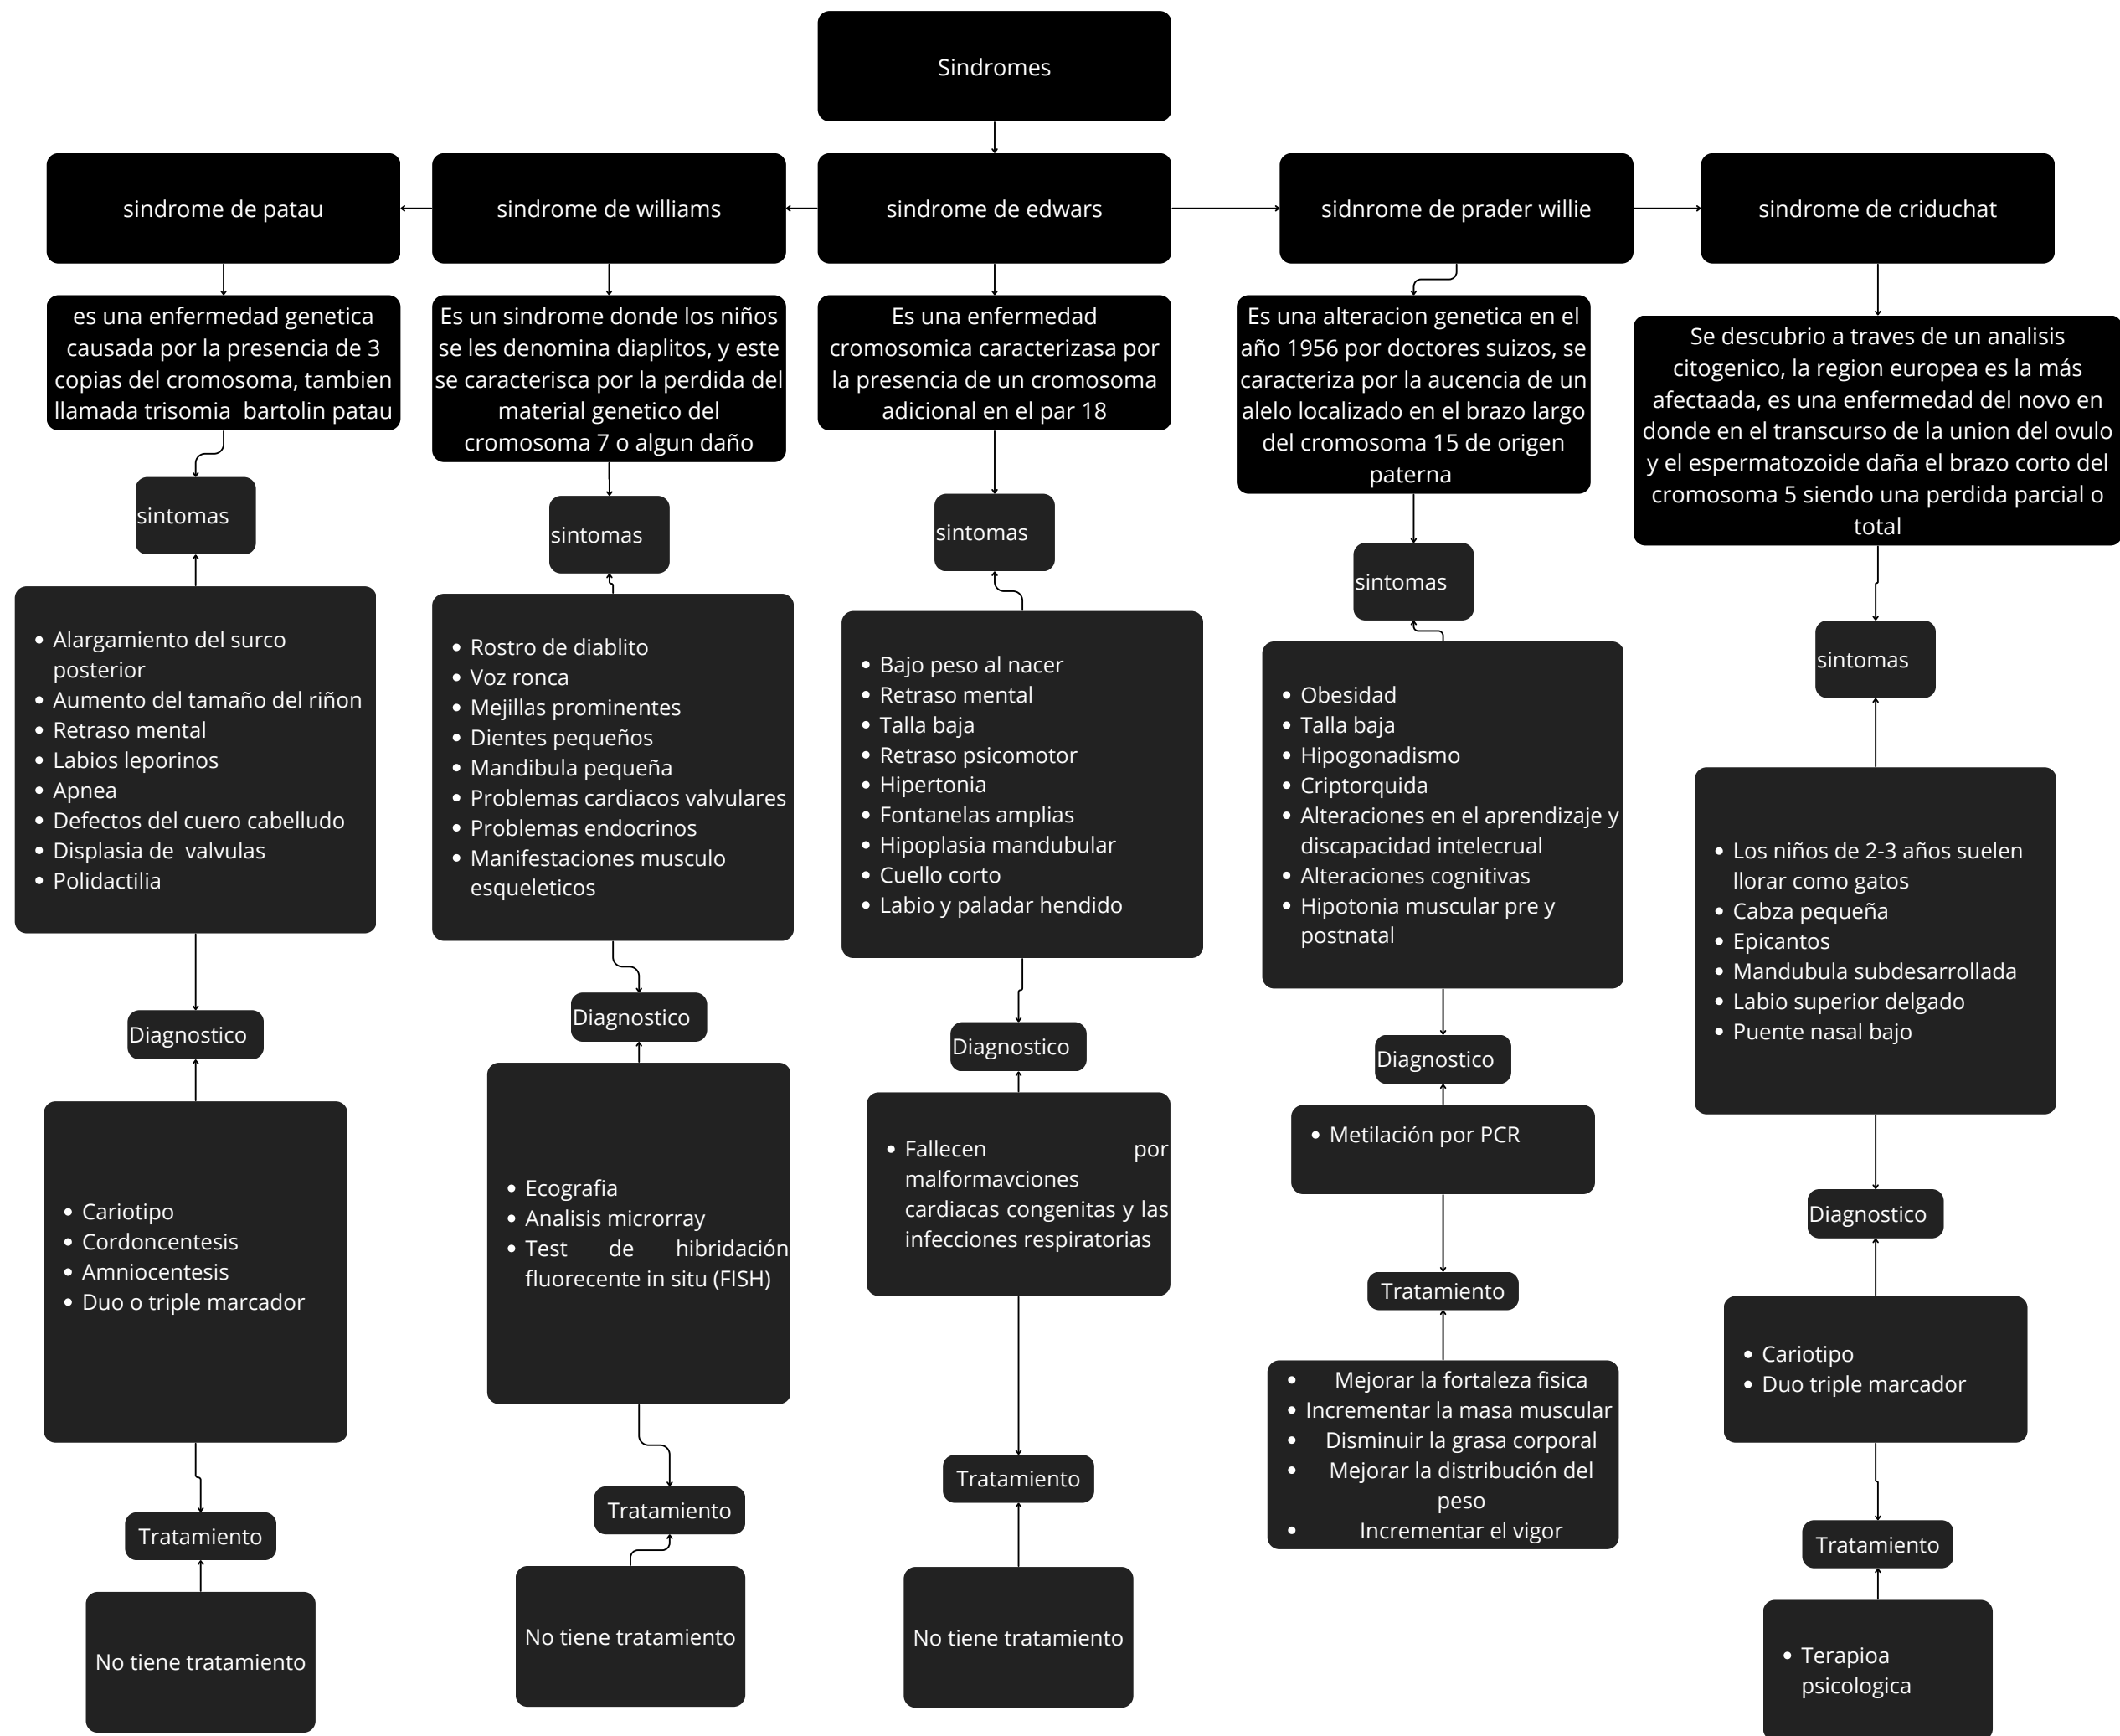 Sindromes
sindrome de patau
sindrome de williams
sindrome de edwars
sidnrome de prader willie
sindrome de criduchat
es una enfermedad genetica
causada por la presencia de 3
copias del cromosoma, tambien
llamada trisomia bartolin patau
sintomas
Alargamiento del surco
posterior
Aumento del tamaño del riñon
Retraso mental
Labios leporinos
Apnea
Defectos del cuero cabelludo
Displasia de valvulas
Polidactilia
Diagnostico
Cariotipo
Cordoncentesis
Amniocentesis
Duo o triple marcador
Tratamiento
No tiene tratamiento
Es un sindrome donde los niños
se les denomina diaplitos, y este
se caracterisca por la perdida del
material genetico del
cromosoma 7 o algun daño
sintomas
Rostro de diablito
Voz ronca
Mejillas prominentes
Dientes pequeños
Mandibula pequeña
Problemas cardiacos valvulares
Problemas endocrinos
Manifestaciones musculo
esqueleticos
Diagnostico
Ecografia
Analisis microrray
Test de hibridación
fluorecente in situ (FISH)
Tratamiento
No tiene tratamiento
Es una enfermedad
cromosomica caracterizasa por
la presencia de un cromosoma
adicional en el par 18
sintomas
Bajo peso al nacer
Retraso mental
Talla baja
Retraso psicomotor
Hipertonia
Fontanelas amplias
Hipoplasia mandubular
Cuello corto
Labio y paladar hendido
Diagnostico
Fallecen por
malformavciones
cardiacas congenitas y las
infecciones respiratorias
Tratamiento
No tiene tratamiento
Es una alteracion genetica en el
año 1956 por doctores suizos, se
caracteriza por la aucencia de un
alelo localizado en el brazo largo
del cromosoma 15 de origen
paterna
sintomas
Obesidad
Talla baja
Hipogonadismo
Criptorquida
Alteraciones en el aprendizaje y
discapacidad intelecrual
Alteraciones cognitivas
Hipotonia muscular pre y
postnatal
Diagnostico
Metilación por PCR
Tratamiento
Mejorar la fortaleza fisica
Incrementar la masa muscular
Disminuir la grasa corporal
Mejorar la distribución del
peso
Incrementar el vigor
Se descubrio a traves de un analisis
citogenico, la region europea es la más
afectaada, es una enfermedad del novo en
donde en el transcurso de la union del ovulo
y el espermatozoide daña el brazo corto del
cromosoma 5 siendo una perdida parcial o
total
sintomas
Los niños de 2-3 años suelen
llorar como gatos
Cabza pequeña
Epicantos
Mandubula subdesarrollada
Labio superior delgado
Puente nasal bajo
Diagnostico
Cariotipo
Duo triple marcador
Tratamiento
Terapioa
psicologica